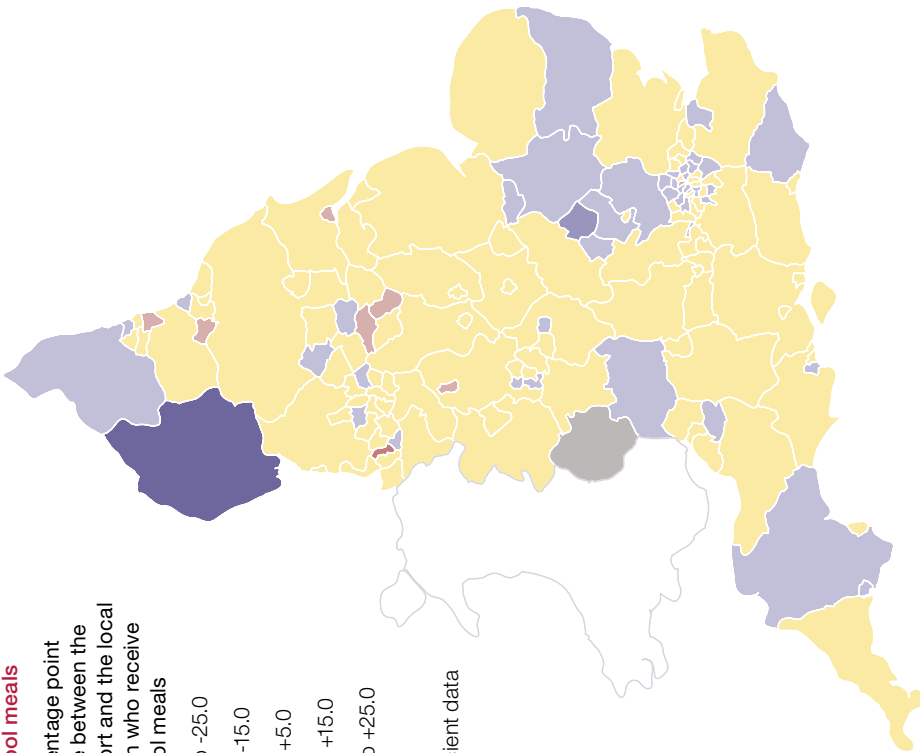 ool meals
entage point
e between the
ort and the local
n who receive
ol meals
o -25.0
-15.0
+5.0
+15.0
o +25.0
ient data